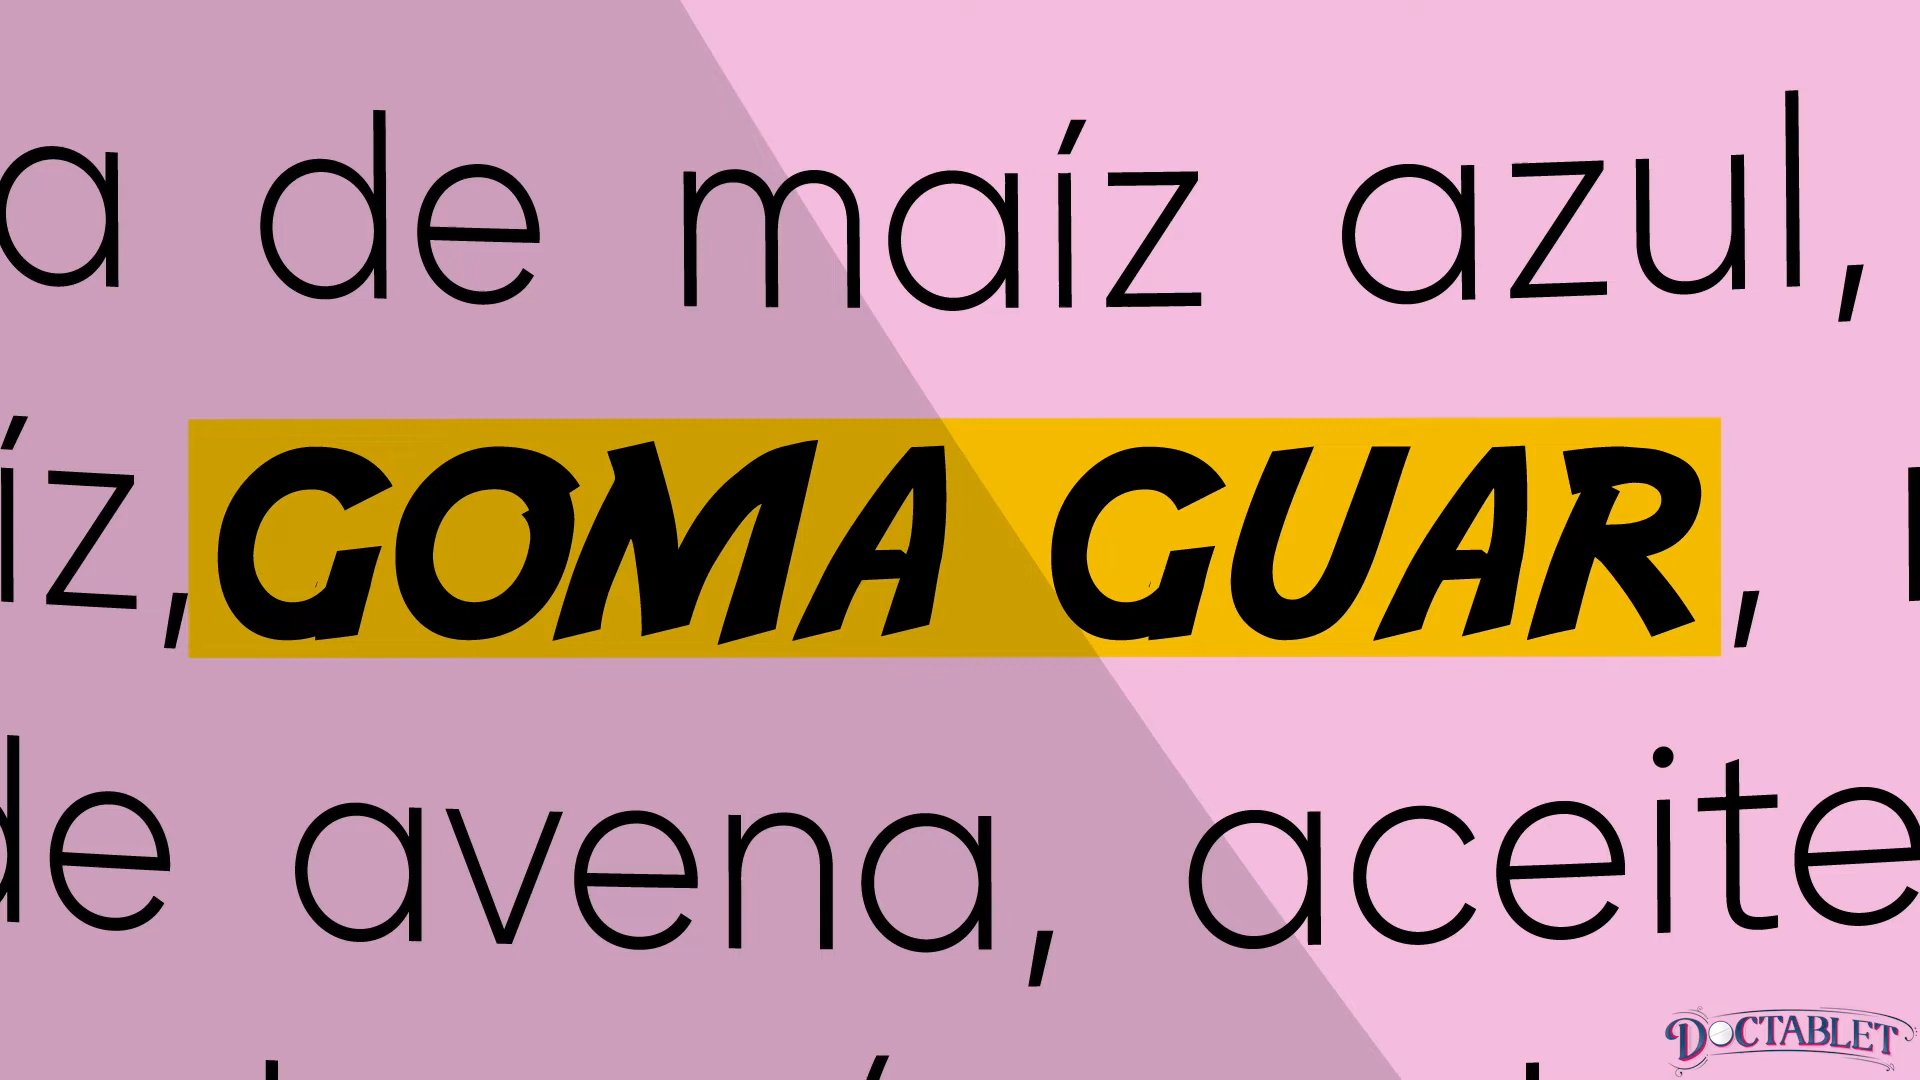 a de maíz azul,
íz, GOMA GUAR,
de avena, aceite
DOCTABLET